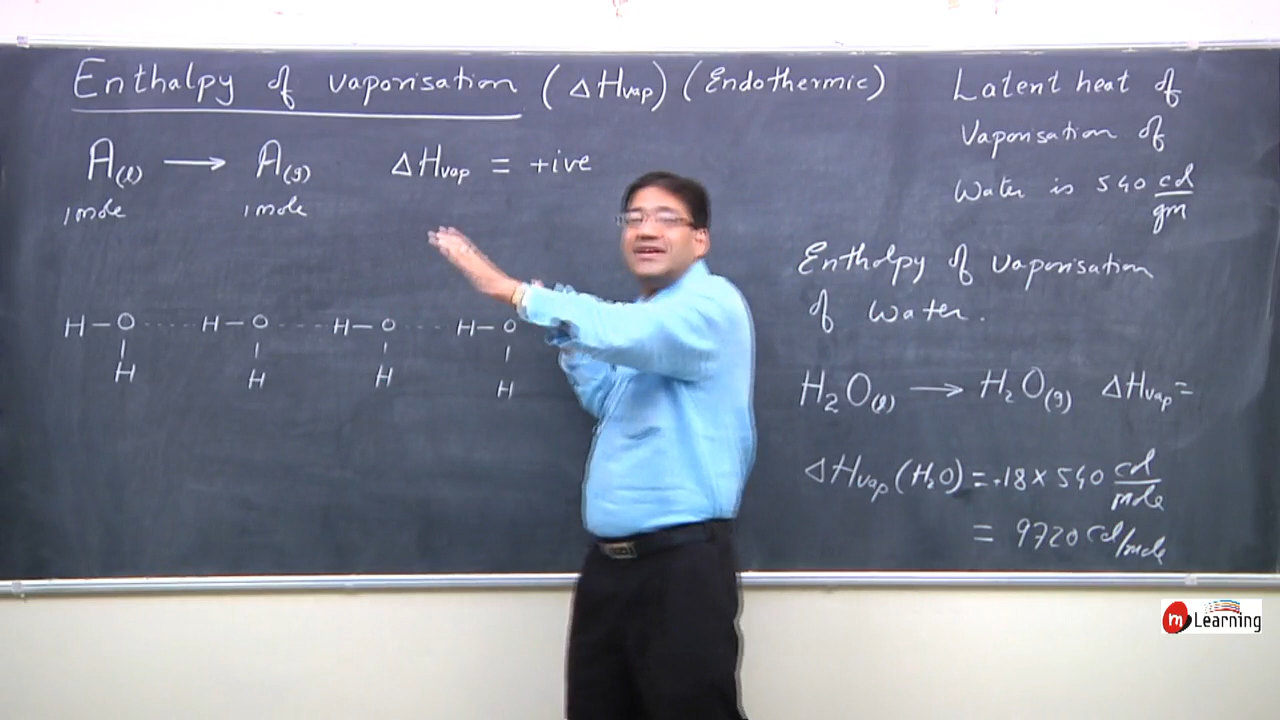 Enthalpy of vaporisation (ΔHvap) (Endothermic)
A(l) → A(g) ΔHvap = +ive
1 mole 1 mole
H–O ---- H–O ---- H–O ---- H–O
H H H H
Latent heat of
Vaporisation of
Water is 540 cal/gm
Enthalpy of vaporisation
of water.
H2O(l) → H2O(g) ΔHvap =
ΔHvap (H2O) = 18 × 540 cal/mole
= 9720 cal/mole
m Learning